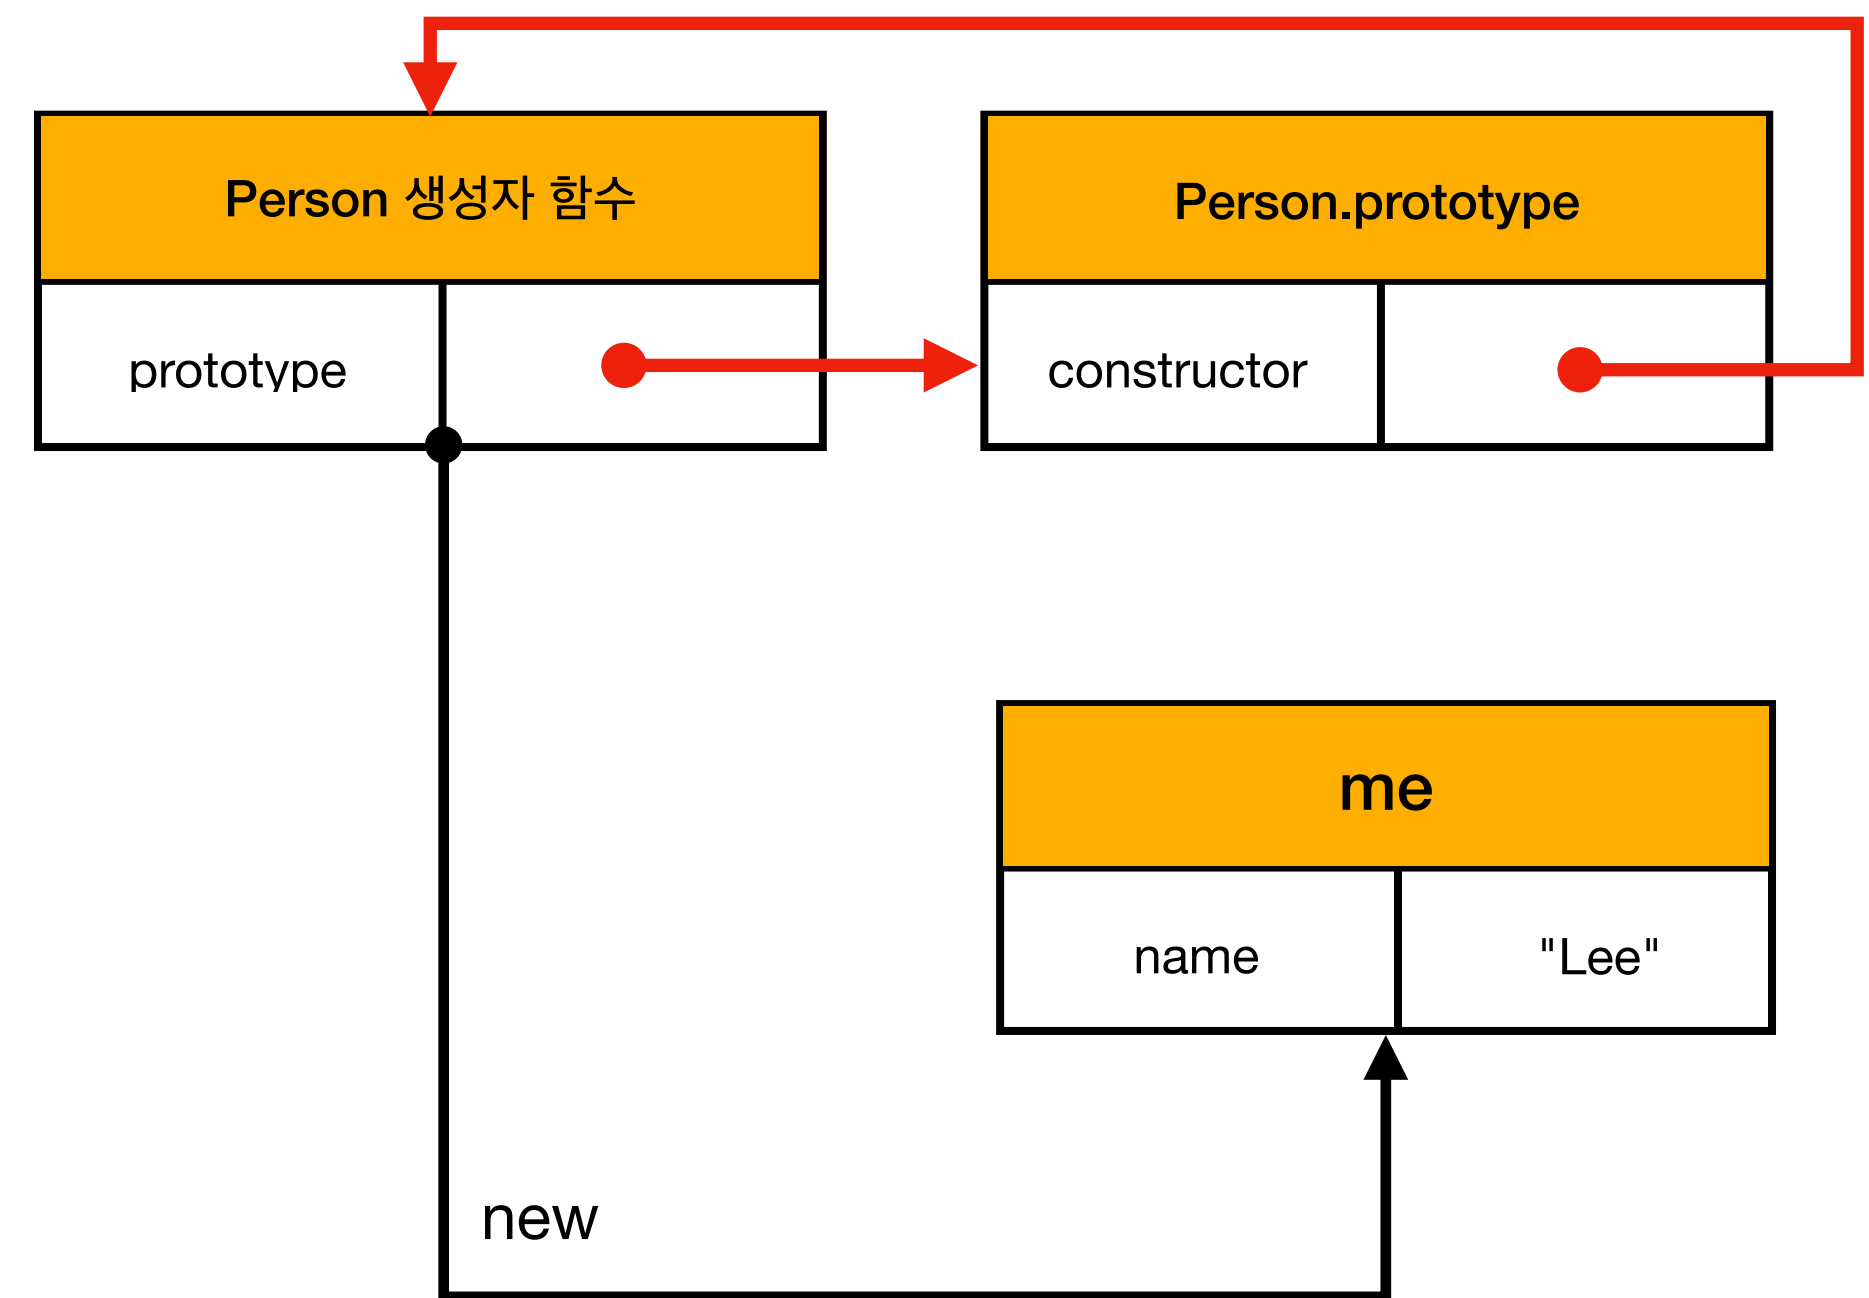 Person 생성자 함수
Person.prototype
prototype
constructor
me
name
"Lee"
new